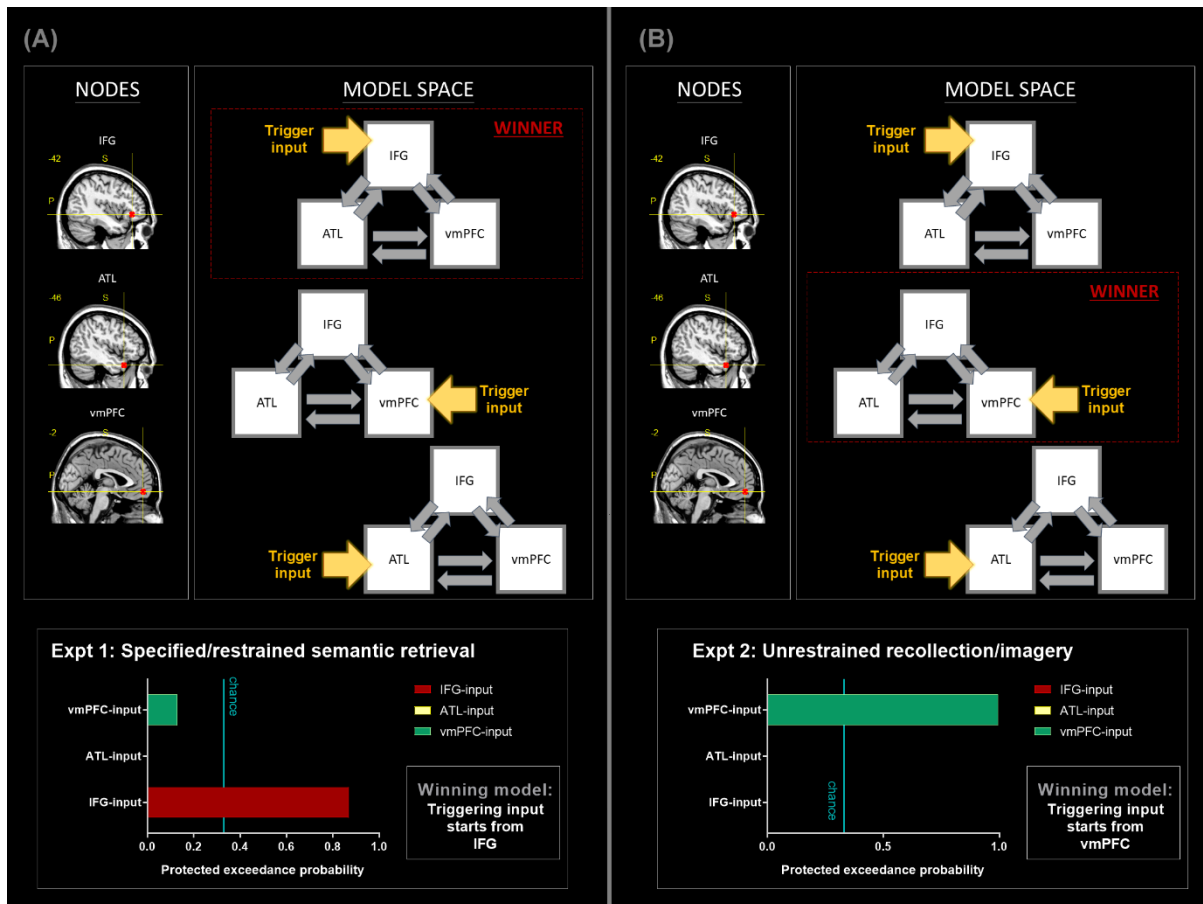 (A)
NODES
IFG
-42
S
P
ATL
-46
S
P
vmPFC
-2
S
P
MODEL SPACE
WINNER
Trigger
input
IFG
ATL
vmPFC
IFG
ATL
vmPFC
Trigger
input
IFG
Trigger
input
ATL
vmPFC
Expt 1: Specified/restrained semantic retrieval
chance
vmPFC-input
ATL-input
IFG-input
0.0 0.2 0.4 0.6 0.8 1.0
Protected exceedance probability
IFG-input
ATL-input
vmPFC-input
Winning model:
Triggering input
starts from
IFG
(B)
NODES
IFG
-42
S
P
ATL
-46
S
P
vmPFC
-2
S
P
MODEL SPACE
Trigger
input
IFG
ATL
vmPFC
WINNER
IFG
ATL
vmPFC
Trigger
input
IFG
Trigger
input
ATL
vmPFC
Expt 2: Unrestrained recollection/imagery
vmPFC-input
ATL-input
IFG-input
chance
0.0 0.5 1.0
Protected exceedance probability
IFG-input
ATL-input
vmPFC-input
Winning model:
Triggering input
starts from
vmPFC